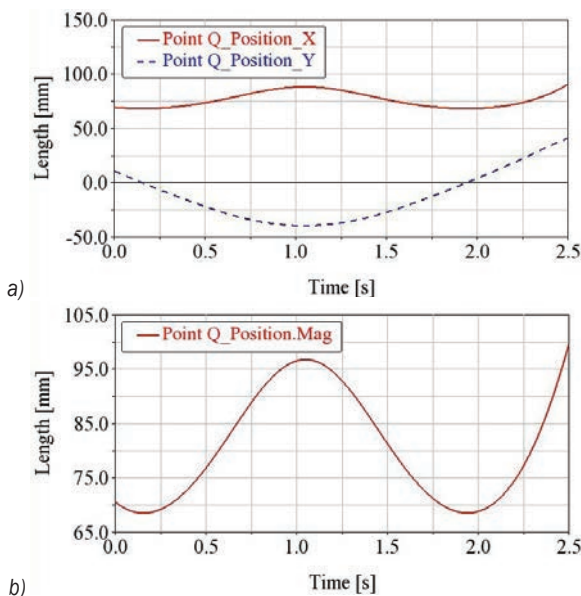 150.0
Point Q_Position_X
Point Q_Position_Y
100.0
50.0
0.0
-50.0
Length [mm]
0.0 0.5 1.0 1.5 2.0 2.5
Time [s]
a)
105.0
Point Q_Position.Mag
95.0
85.0
75.0
65.0
Length [mm]
0.0 0.5 1.0 1.5 2.0 2.5
Time [s]
b)